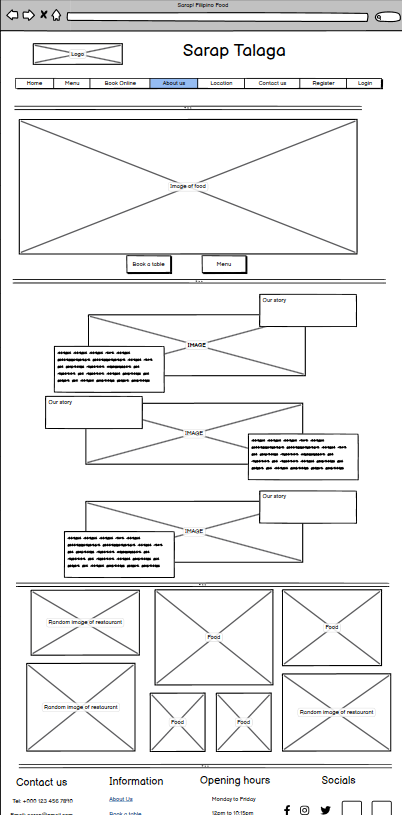 Sarap! Filipino Food
Logo
Sarap Talaga
Home Menu Book Online About us Location Contact us Register Login
Image of food
Book a table Menu
Our story
IMAGE
Our story
IMAGE
Our story
IMAGE
Random image of restaurant
Food
Food
Random image of restaurant
Food
Food
Random image of restaurant
Contact us Information Opening hours Socials
Tel: +000 123 456 7890 About Us Monday to Friday
Book a table 12pm to 10:15pm